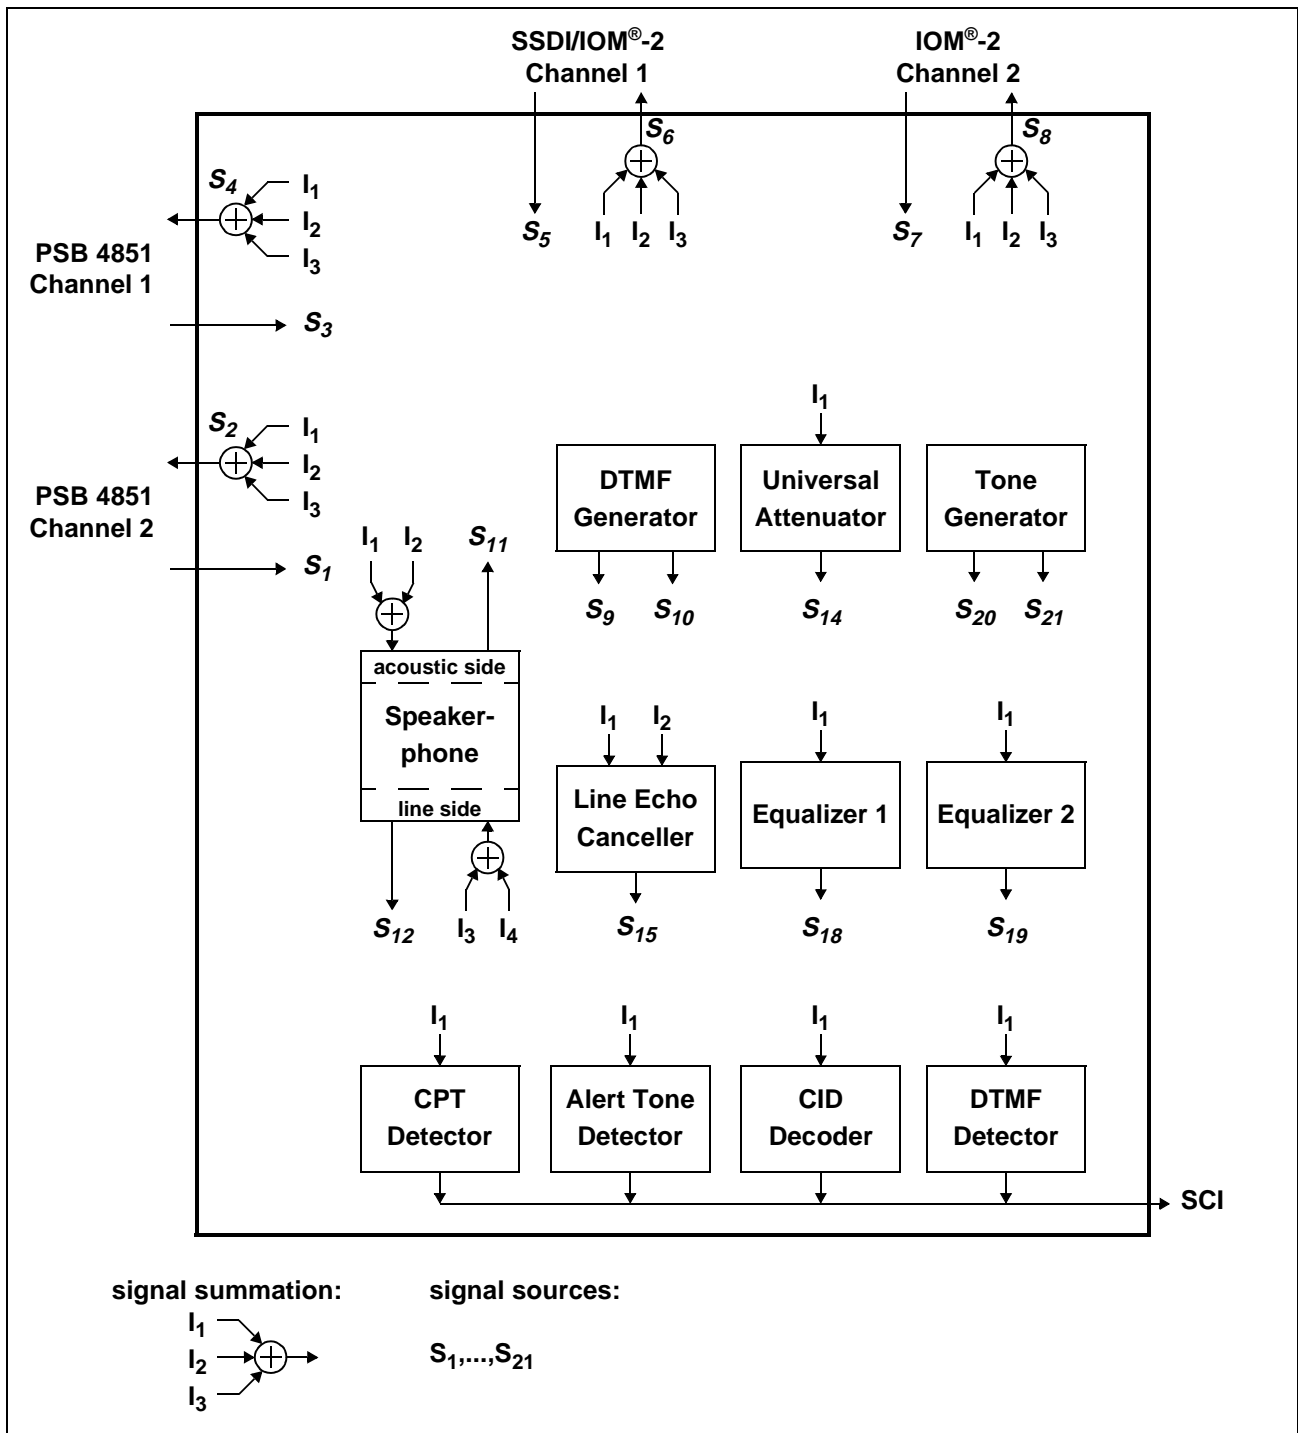 SSDI/IOM®-2
Channel 1
IOM®-2
Channel 2
S6
I1 I2 I3
S5
S8
I1 I2 I3
S7
S4
I1
I2
I3
PSB 4851
Channel 1
S3
S2
I1
I2
I3
PSB 4851
Channel 2
S1
I1 I2 S11
acoustic side
Speaker-
phone
line side
S12 I3 I4
DTMF
Generator
S9 S10
I1
Universal
Attenuator
S14
Tone
Generator
S20 S21
I1 I2
Line Echo
Canceller
S15
I1
Equalizer 1
S18
I1
Equalizer 2
S19
I1
CPT
Detector
I1
Alert Tone
Detector
I1
CID
Decoder
I1
DTMF
Detector
SCI
signal summation:
I1
I2
I3
signal sources:
S1,...,S21